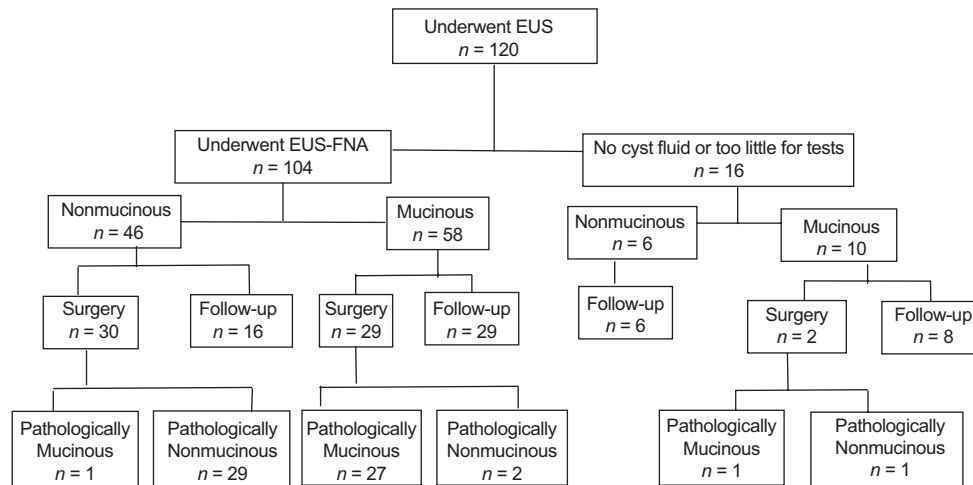 Underwent EUS
n = 120
Underwent EUS-FNA
n = 104
No cyst fluid or too little for tests
n = 16
Nonmucinous
n = 46
Mucinous
n = 58
Nonmucinous
n = 6
Mucinous
n = 10
Surgery
n = 30
Follow-up
n = 16
Surgery
n = 29
Follow-up
n = 29
Follow-up
n = 6
Surgery
n = 2
Follow-up
n = 8
Pathologically
Mucinous
n = 1
Pathologically
Nonmucinous
n = 29
Pathologically
Mucinous
n = 27
Pathologically
Nonmucinous
n = 2
Pathologically
Mucinous
n = 1
Pathologically
Nonmucinous
n = 1